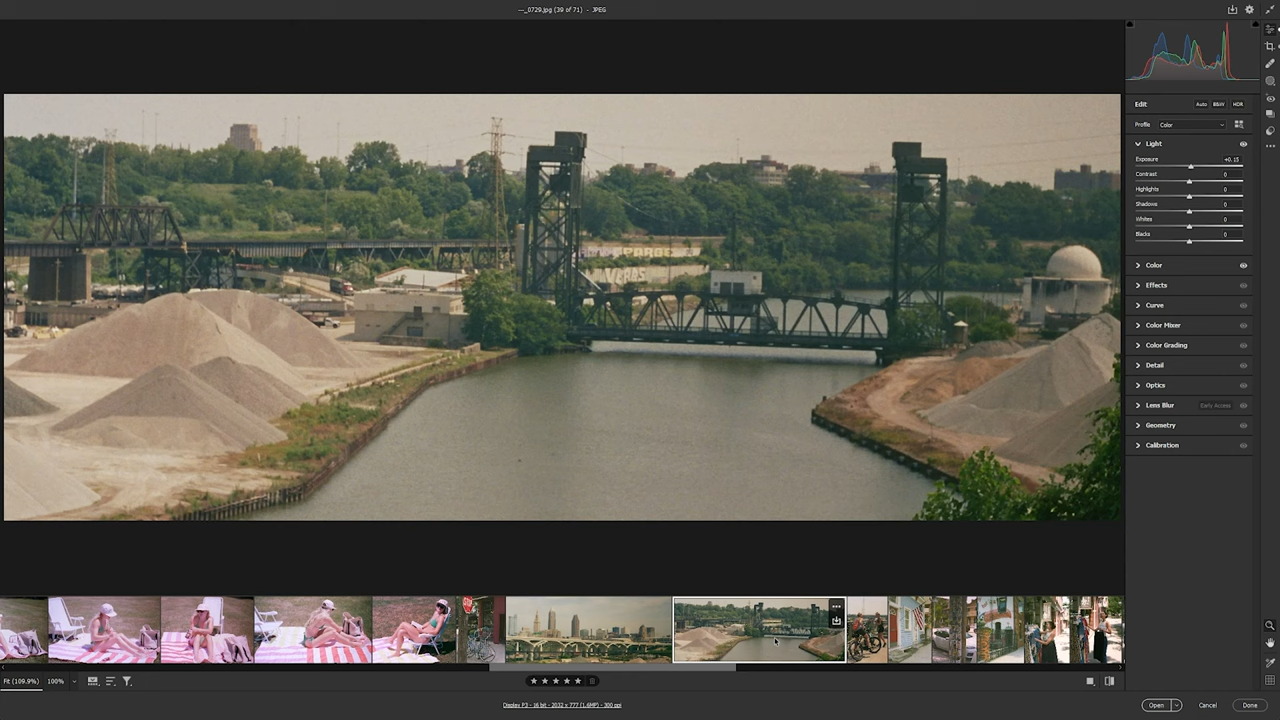 ---_0729.jpg (39 of 71) - JPEG
Edit
Auto
B&W
HDR
Profile
Color
Light
Exposure
+0.15
Contrast
0
Highlights
0
Shadows
0
Whites
0
Blacks
0
Color
Effects
Curve
Color Mixer
Color Grading
Detail
Optics
Lens Blur
Early Access
Geometry
Calibration
Fit (109.9%)
100%
Display P3 - 16 bit - 2032 x 777 (1.6MP) - 300 ppi
Open
Cancel
Done